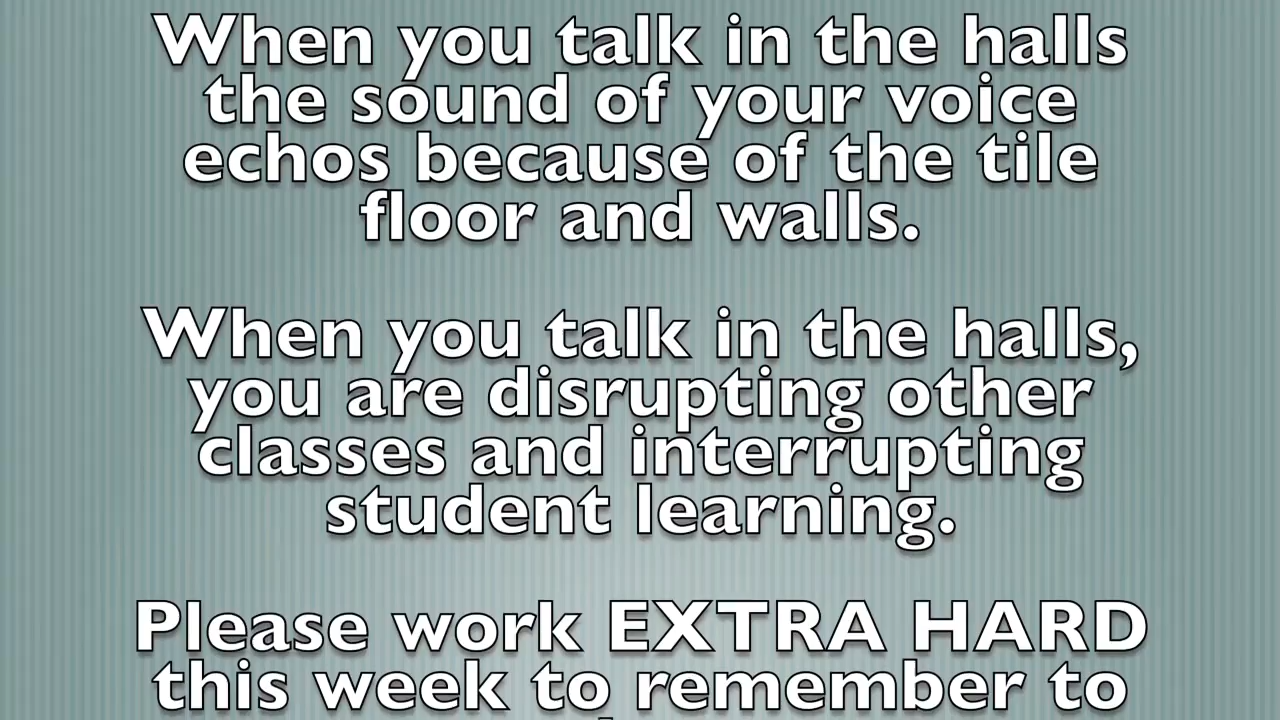 When you talk in the halls
the sound of your voice
echos because of the tile
floor and walls.
When you talk in the halls,
you are disrupting other
classes and interrupting
student learning.
Please work EXTRA HARD
this week to remember to